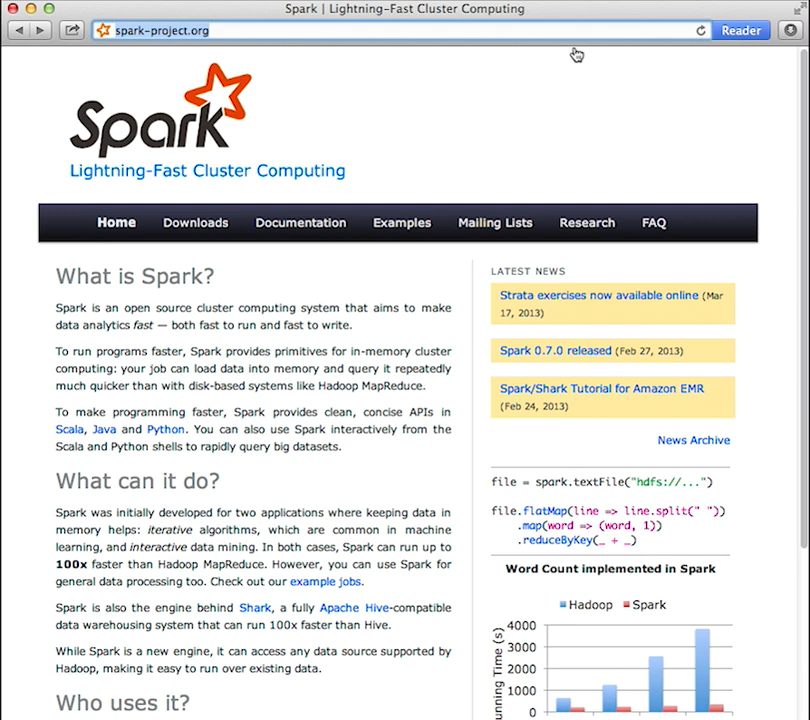 Spark | Lightning-Fast Cluster Computing
spark-project.org
Reader
Spark
Lightning-Fast Cluster Computing
Home Downloads Documentation Examples Mailing Lists Research FAQ
What is Spark?
Spark is an open source cluster computing system that aims to make
data analytics fast — both fast to run and fast to write.
To run programs faster, Spark provides primitives for in-memory cluster
computing: your job can load data into memory and query it repeatedly
much quicker than with disk-based systems like Hadoop MapReduce.
To make programming faster, Spark provides clean, concise APIs in
Scala, Java and Python. You can also use Spark interactively from the
Scala and Python shells to rapidly query big datasets.
What can it do?
Spark was initially developed for two applications where keeping data in
memory helps: iterative algorithms, which are common in machine
learning, and interactive data mining. In both cases, Spark can run up to
100x faster than Hadoop MapReduce. However, you can use Spark for
general data processing too. Check out our example jobs.
Spark is also the engine behind Shark, a fully Apache Hive-compatible
data warehousing system that can run 100x faster than Hive.
While Spark is a new engine, it can access any data source supported by
Hadoop, making it easy to run over existing data.
Who uses it?
LATEST NEWS
Strata exercises now available online (Mar
17, 2013)
Spark 0.7.0 released (Feb 27, 2013)
Spark/Shark Tutorial for Amazon EMR
(Feb 24, 2013)
News Archive
file = spark.textFile("hdfs://...")
file.flatMap(line => line.split(" "))
.map(word => (word, 1))
.reduceByKey(_ + _)
Word Count implemented in Spark
Hadoop Spark
4000
3000
2000
1000
0
unning Time (s)